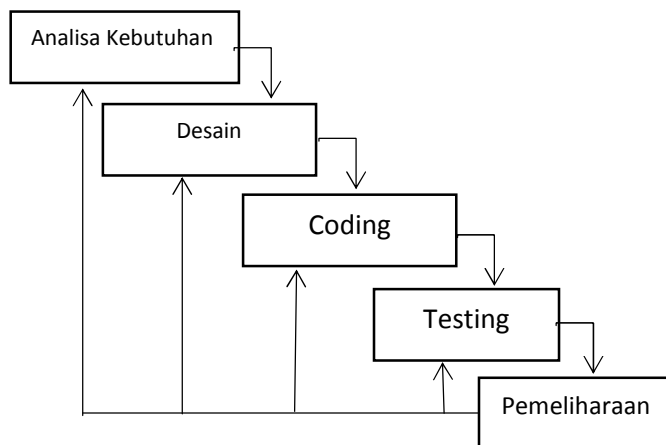 Analisa Kebutuhan
Desain
Coding
Testing
Pemeliharaan